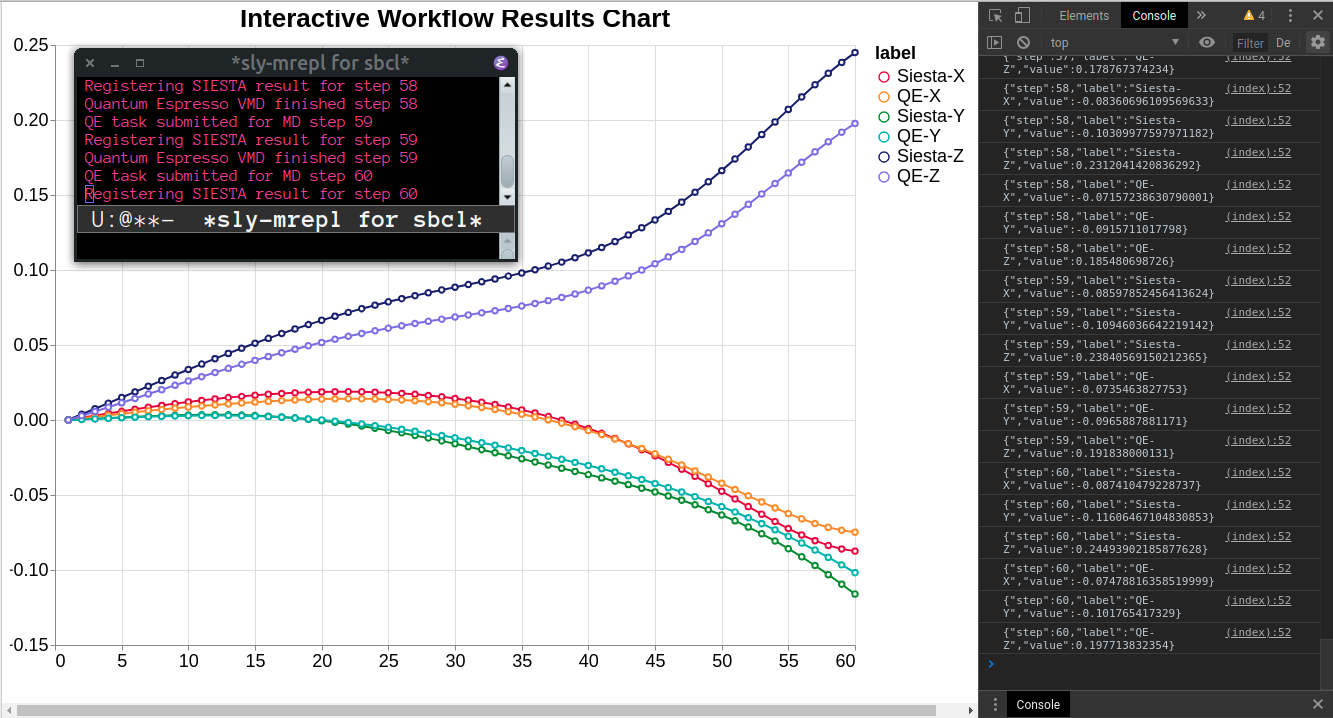 Interactive Workflow Results Chart
0.25
0.20
0.15
0.10
0.05
0.00
-0.05
-0.10
-0.15
0 5 10 15 20 25 30 35 40 45 50 55 60
label
Siesta-X
QE-X
Siesta-Y
QE-Y
Siesta-Z
QE-Z
*sly-mrepl for sbcl*
Registering SIESTA result for step 58
Quantum Espresso VMD finished step 58
QE task submitted for MD step 59
Registering SIESTA result for step 59
Quantum Espresso VMD finished step 59
QE task submitted for MD step 60
Registering SIESTA result for step 60
U:@**- *sly-mrepl for sbcl*
Elements Console » 4
top Filter De
{"step":57,"label":"QE- (index):52
Z","value":0.178767374234}
{"step":58,"label":"Siesta- (index):52
X","value":-0.08360696109569633}
{"step":58,"label":"Siesta- (index):52
Y","value":-0.10309977597971182}
{"step":58,"label":"Siesta- (index):52
Z","value":0.2312041420836292}
{"step":58,"label":"QE- (index):52
X","value":-0.07157238630790001}
{"step":58,"label":"QE- (index):52
Y","value":-0.0915711017798}
{"step":58,"label":"QE- (index):52
Z","value":0.185480698726}
{"step":59,"label":"Siesta- (index):52
X","value":-0.08597852456413624}
{"step":59,"label":"Siesta- (index):52
Y","value":-0.10946036642219142}
{"step":59,"label":"Siesta- (index):52
Z","value":0.23840569150212365}
{"step":59,"label":"QE- (index):52
X","value":-0.0735463827753}
{"step":59,"label":"QE- (index):52
Y","value":-0.0965887881171}
{"step":59,"label":"QE- (index):52
Z","value":0.191838000131}
{"step":60,"label":"Siesta- (index):52
X","value":-0.087410479228737}
{"step":60,"label":"Siesta- (index):52
Y","value":-0.11606467104830853}
{"step":60,"label":"Siesta- (index):52
Z","value":0.24493902185877628}
{"step":60,"label":"QE- (index):52
X","value":-0.07478816358519999}
{"step":60,"label":"QE- (index):52
Y","value":-0.101765417329}
{"step":60,"label":"QE- (index):52
Z","value":0.197713832354}
Console